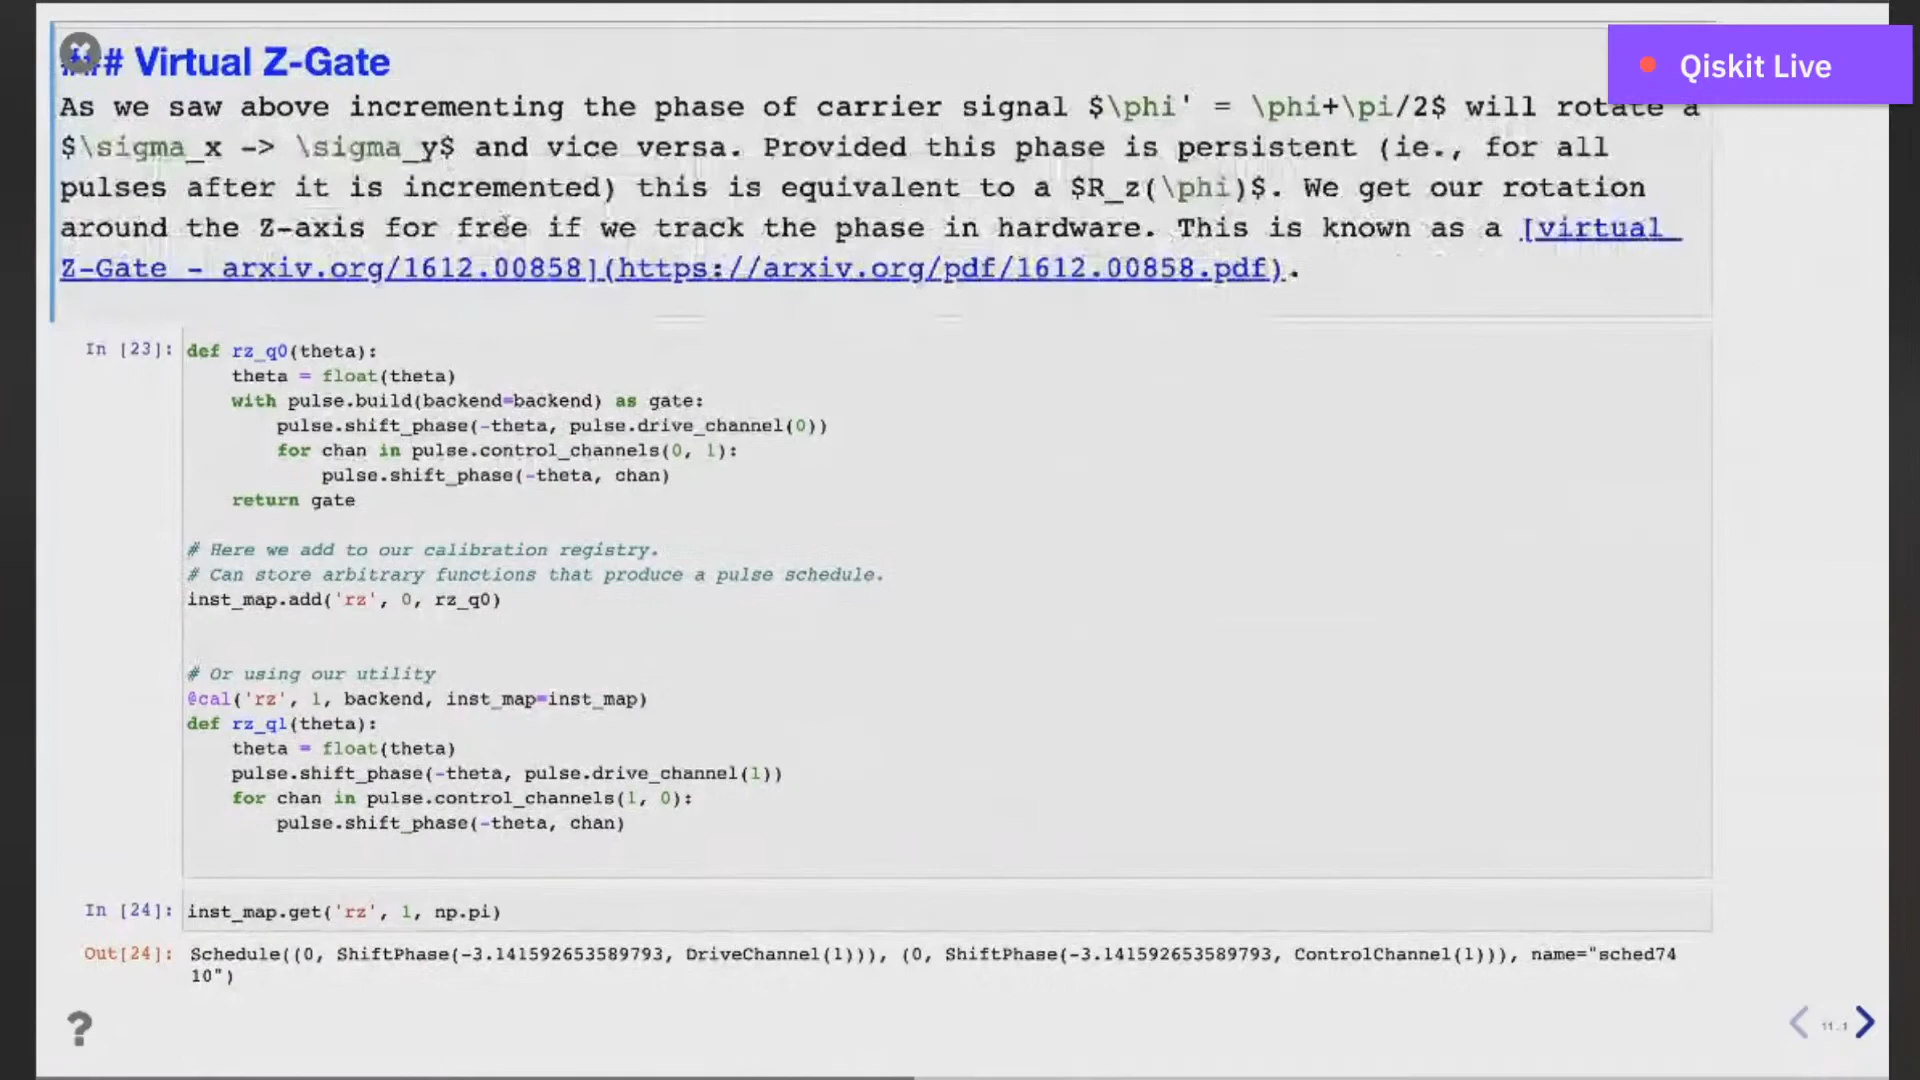 ### Virtual Z-Gate
Qiskit Live
As we saw above incrementing the phase of carrier signal $\phi' = \phi+\pi/2$ will rotate a
$\sigma_x -> \sigma_y$ and vice versa. Provided this phase is persistent (ie., for all
pulses after it is incremented) this is equivalent to a $R_z(\phi)$. We get our rotation
around the Z-axis for free if we track the phase in hardware. This is known as a [virtual
Z-Gate - arxiv.org/1612.00858](https://arxiv.org/pdf/1612.00858.pdf).
In [23]: def rz_q0(theta):
    theta = float(theta)
    with pulse.build(backend=backend) as gate:
        pulse.shift_phase(-theta, pulse.drive_channel(0))
        for chan in pulse.control_channels(0, 1):
            pulse.shift_phase(-theta, chan)
    return gate
# Here we add to our calibration registry.
# Can store arbitrary functions that produce a pulse schedule.
inst_map.add('rz', 0, rz_q0)
# Or using our utility
@cal('rz', 1, backend, inst_map=inst_map)
def rz_q1(theta):
    theta = float(theta)
    pulse.shift_phase(-theta, pulse.drive_channel(1))
    for chan in pulse.control_channels(1, 0):
        pulse.shift_phase(-theta, chan)
In [24]: inst_map.get('rz', 1, np.pi)
Out[24]: Schedule((0, ShiftPhase(-3.141592653589793, DriveChannel(1))), (0, ShiftPhase(-3.141592653589793, ControlChannel(1))), name="sched74
10")
?
11.1